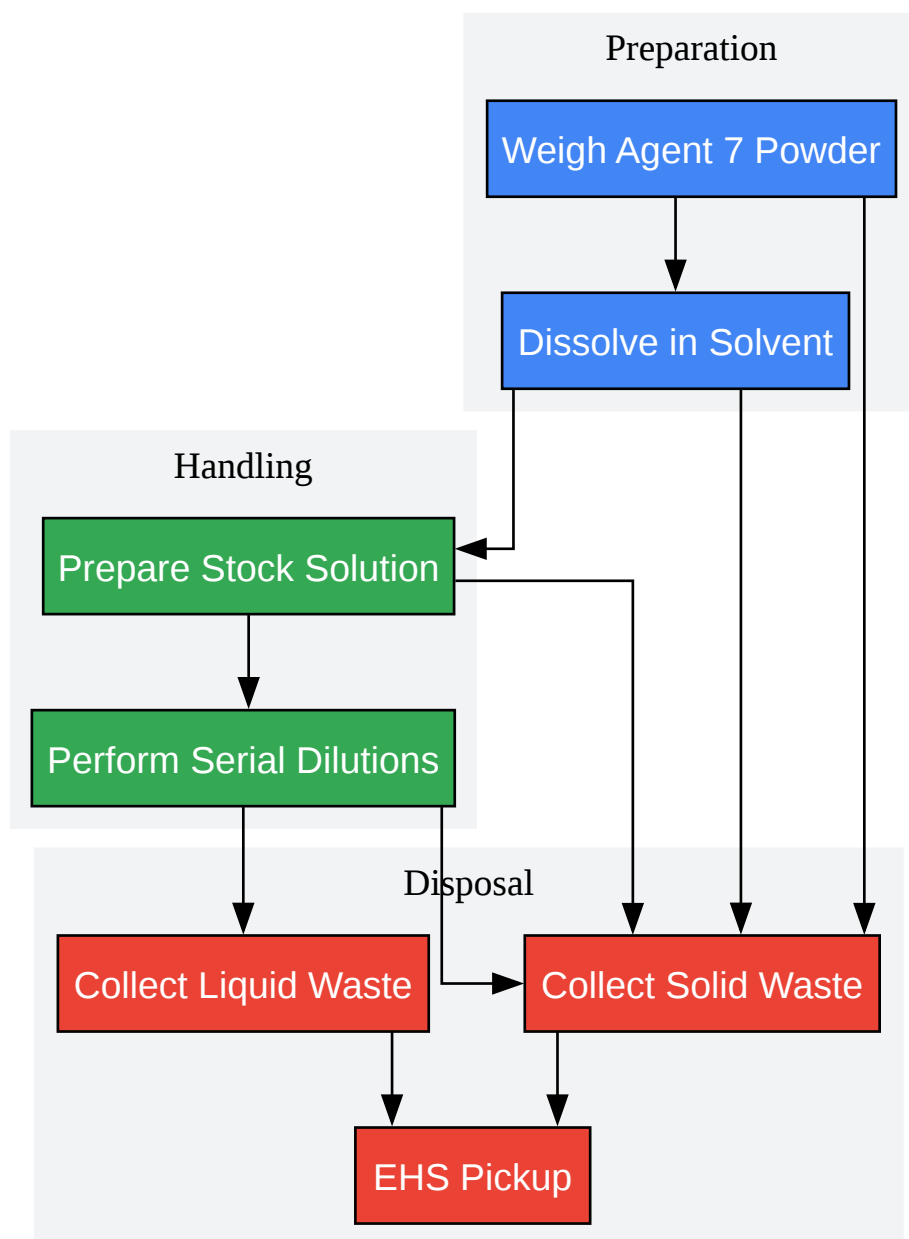 Preparation
Weigh Agent 7 Powder
Dissolve in Solvent
Handling
Prepare Stock Solution
Perform Serial Dilutions
Disposal
Collect Liquid Waste
Collect Solid Waste
EHS Pickup